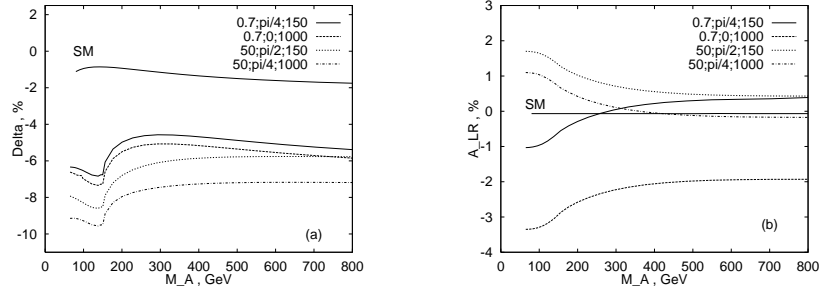 2
0
-2
-4
-6
-8
-10
Delta , %
0 100 200 300 400 500 600 700 800
M_A , GeV
SM
0.7;pi/4;150
0.7;0;1000
50;pi/2;150
50;pi/4;1000
(a)
3
2
1
0
-1
-2
-3
-4
A_LR , %
0 100 200 300 400 500 600 700 800
M_A , GeV
SM
0.7;pi/4;150
0.7;0;1000
50;pi/2;150
50;pi/4;1000
(b)